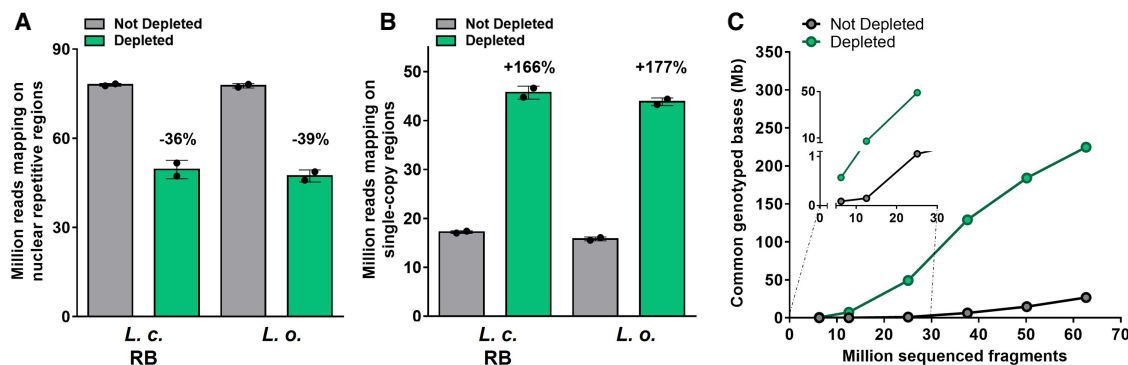 A
Not Depleted
Depleted
Million reads mapping on
nuclear repetitive regions
90
60
30
0
-36%
-39%
L. c.
L. o.
RB
B
Not Depleted
Depleted
Million reads mapping on
single-copy regions
50
40
30
20
10
0
+166%
+177%
L. c.
L. o.
RB
C
Not Depleted
Depleted
Common genotyped bases (Mb)
350
300
250
200
150
100
50
0
50
10
1
0
0
10
20
30
0
10
20
30
40
50
60
70
Million sequenced fragments